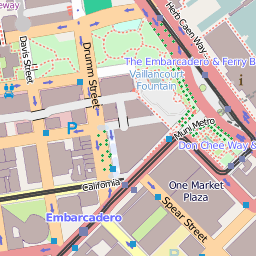 eway
Davis Street
Drumm Street
Herb Caen Way...
The Embarcadero & Ferry B
Vaillancourt
Fountain
i
P
Muni Metro
Don Chee Way &
California
One Market
Plaza
Embarcadero
Spear Street